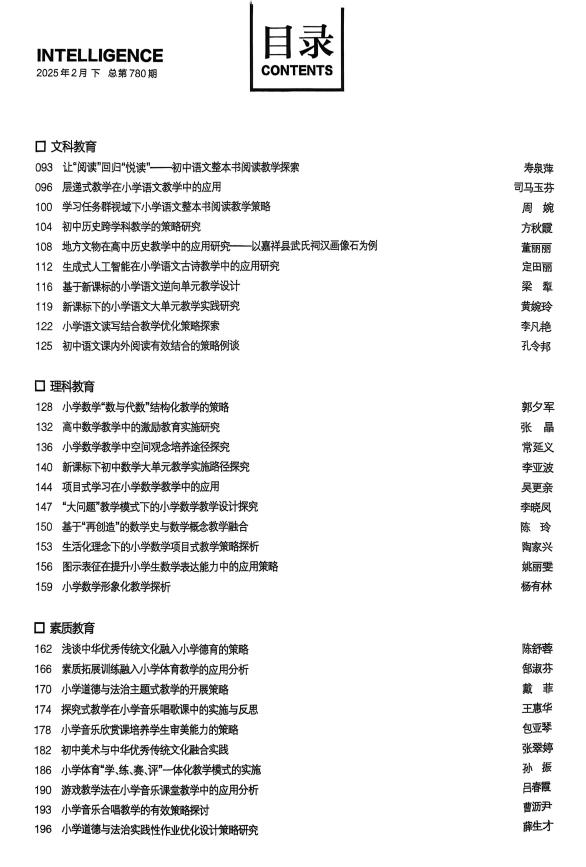 目录
CONTENTS
INTELLIGENCE
2025年2月 下 总第780期
文科教育
093 让“阅读”回归“悦读”——初中语文整本书阅读教学探索 寿泉萍
096 层递式教学在小学语文教学中的应用 司马玉芬
100 学习任务群视域下小学语文整本书阅读教学策略 周 婉
104 初中历史跨学科教学的策略研究 方秋霞
108 地方文物在高中历史教学中的应用研究——以嘉祥县武氏祠汉画像石为例 董丽丽
112 生成式人工智能在小学语文古诗教学中的应用研究 定田丽
116 基于新课标的小学语文逆向单元教学设计 梁 犁
119 新课标下的小学语文大单元教学实践研究 黄婉玲
122 小学语文读写结合教学优化策略探索 李凡艳
125 初中语文课内外阅读有效结合的策略例谈 孔令邦
理科教育
128 小学数学“数与代数”结构化教学的策略 郭夕军
132 高中数学教学中的激励教育实施研究 张 晶
136 小学数学教学中空间观念培养途径探究 常延义
140 新课标下初中数学大单元教学实施路径探究 李亚波
144 项目式学习在小学数学教学中的应用 吴更亲
147 “大问题”教学模式下的小学数学教学设计探究 李晓凤
150 基于“再创造”的数学史与数学概念教学融合 陈 玲
153 生活化理念下的小学数学项目式教学策略探析 陶家兴
156 图示表征在提升小学生数学表达能力中的应用策略 姚丽雯
159 小学数学形象化教学探析 杨有林
素质教育
162 浅谈中华优秀传统文化融入小学德育的策略 陈舒蓉
166 素质拓展训练融入小学体育教学的应用分析 郜淑芬
170 小学道德与法治主题式教学的开展策略 戴 菲
174 探究式教学在小学音乐唱歌课中的实施与反思 王惠华
178 小学音乐欣赏课培养学生审美能力的策略 包亚琴
182 初中美术与中华优秀传统文化融合实践 张翠婷
186 小学体育“学、练、赛、评”一体化教学模式的实施 孙 振
190 游戏教学法在小学音乐课堂教学中的应用分析 吕春霞
193 小学音乐合唱教学的有效策略探讨 曹沥尹
196 小学道德与法治实践性作业优化设计策略研究 薛生才